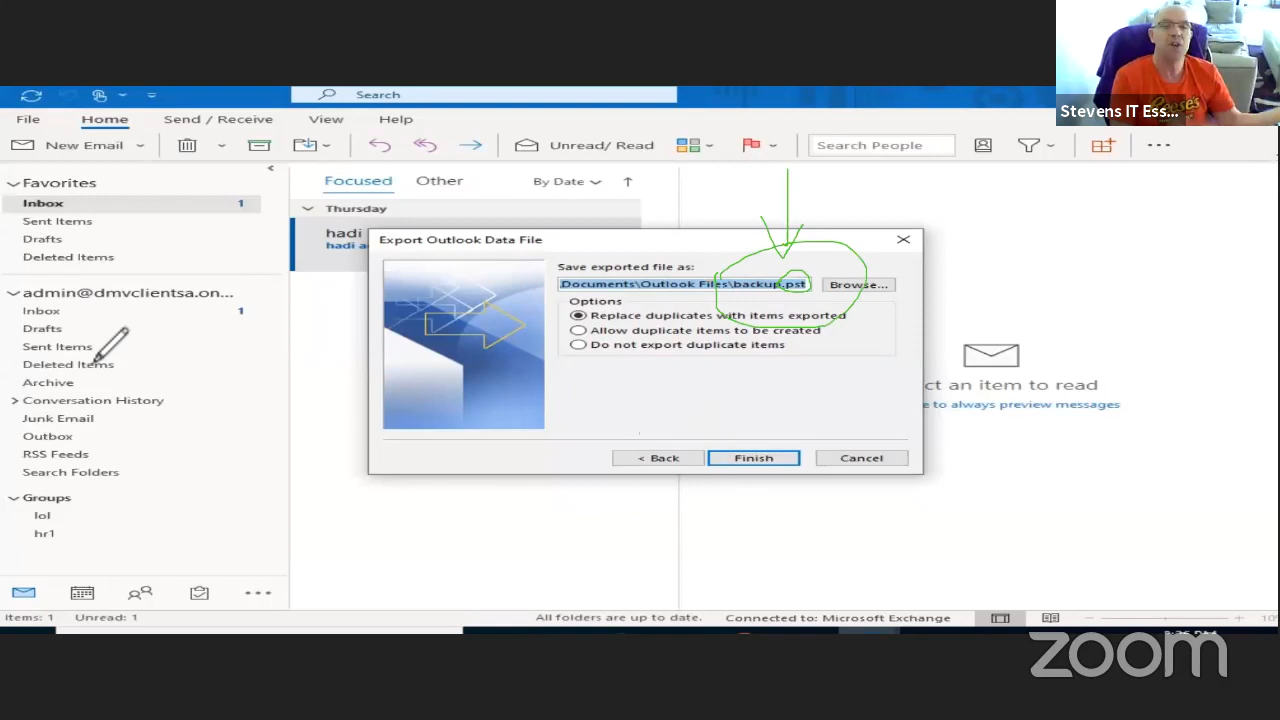 Search
Stevens IT Ess...
File Home Send / Receive View Help
New Email Unread/ Read Search People
Favorites
Inbox 1
Sent Items
Drafts
Deleted Items
admin@dmvclientsa.on...
Inbox 1
Drafts
Sent Items
Deleted Items
Archive
Conversation History
Junk Email
Outbox
RSS Feeds
Search Folders
Groups
lol
hr1
Focused Other By Date
Thursday
hadi
hadi a
Export Outlook Data File
Save exported file as:
Documents\Outlook Files\backup.pst Browse...
Options
Replace duplicates with items exported
Allow duplicate items to be created
Do not export duplicate items
< Back Finish Cancel
ct an item to read
e to always preview messages
Items: 1 Unread: 1 All folders are up to date. Connected to: Microsoft Exchange
zoom